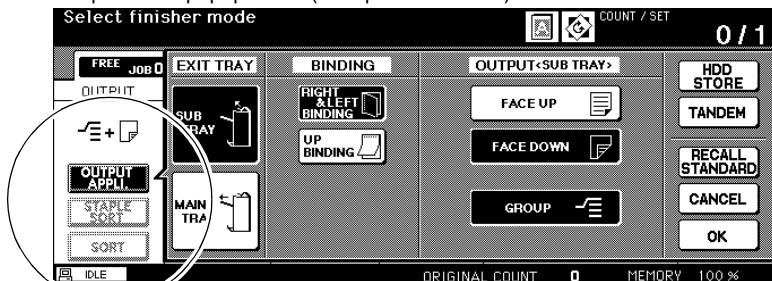 Select finisher mode
COUNT / SET
0 / 1
FREE JOB 0
OUTPUT
OUTPUT
APPLI.
STAPLE
SORT
SORT
EXIT TRAY
SUB
TRAY
MAIN
TRA
BINDING
RIGHT
&LEFT
BINDING
UP
BINDING
OUTPUT<SUB TRAY>
FACE UP
FACE DOWN
GROUP
HDD
STORE
TANDEM
RECALL
STANDARD
CANCEL
OK
IDLE
ORIGINAL COUNT 0 MEMORY 100 %